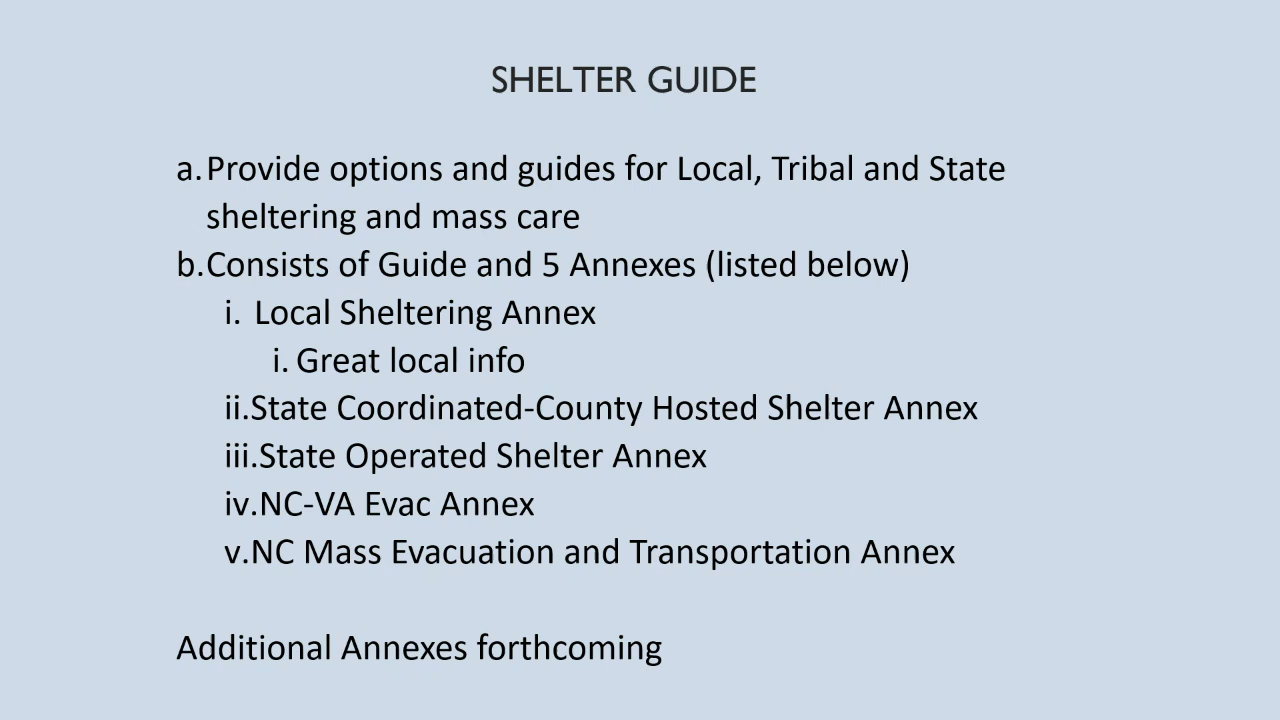 SHELTER GUIDE
a. Provide options and guides for Local, Tribal and State
sheltering and mass care
b. Consists of Guide and 5 Annexes (listed below)
i. Local Sheltering Annex
i. Great local info
ii. State Coordinated-County Hosted Shelter Annex
iii. State Operated Shelter Annex
iv. NC-VA Evac Annex
v. NC Mass Evacuation and Transportation Annex
Additional Annexes forthcoming